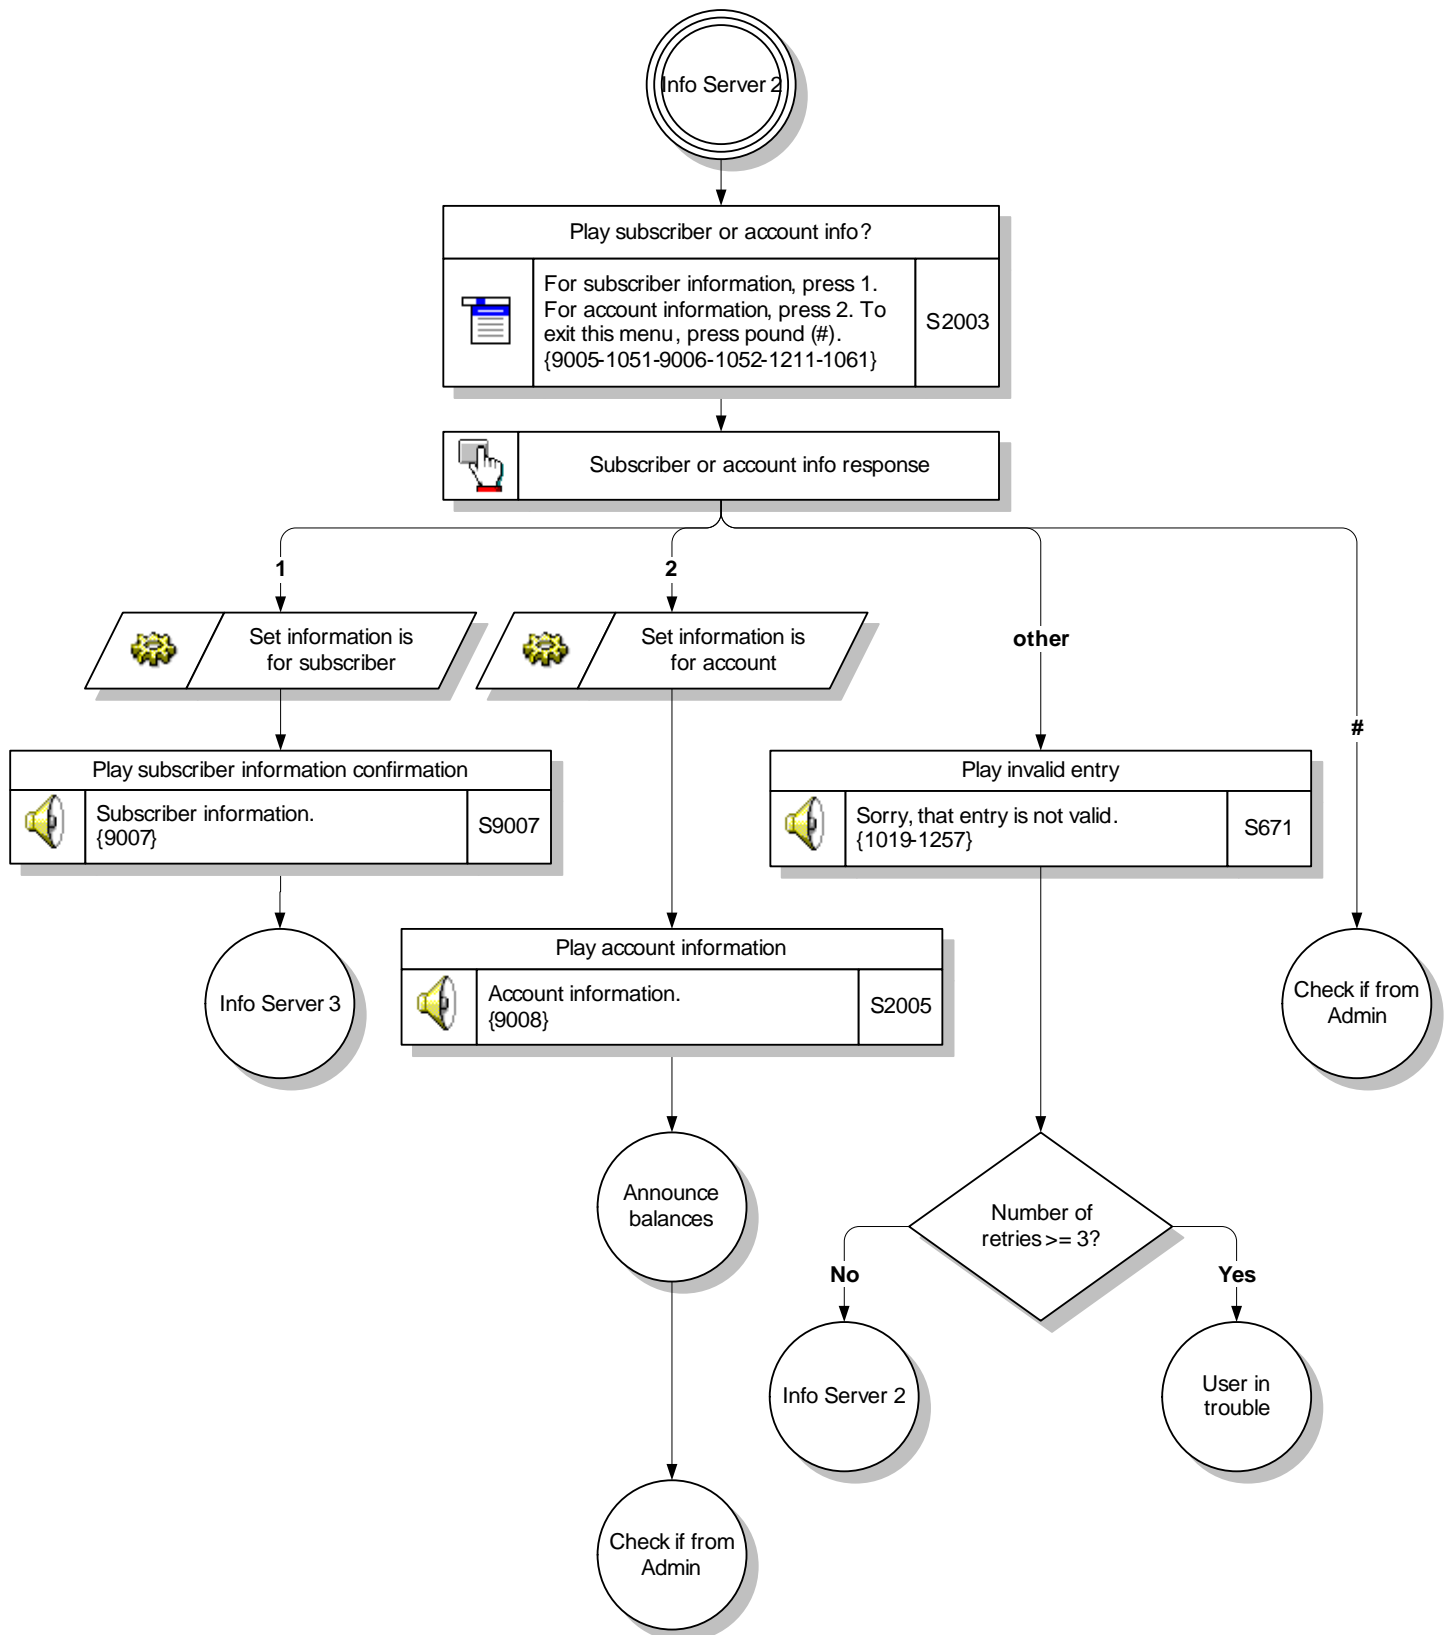 Info Server 2
Play subscriber or account info?
For subscriber information, press 1.
For account information, press 2. To
exit this menu, press pound (#).
{9005-1051-9006-1052-1211-1061}
S2003
Subscriber or account info response
1
2
other
#
Set information is
for subscriber
Set information is
for account
Play subscriber information confirmation
Subscriber information.
{9007}
S9007
Play invalid entry
Sorry, that entry is not valid.
{1019-1257}
S671
Info Server 3
Play account information
Account information.
{9008}
S2005
Check if from
Admin
Announce
balances
Number of
retries >= 3?
No
Yes
Info Server 2
User in
trouble
Check if from
Admin